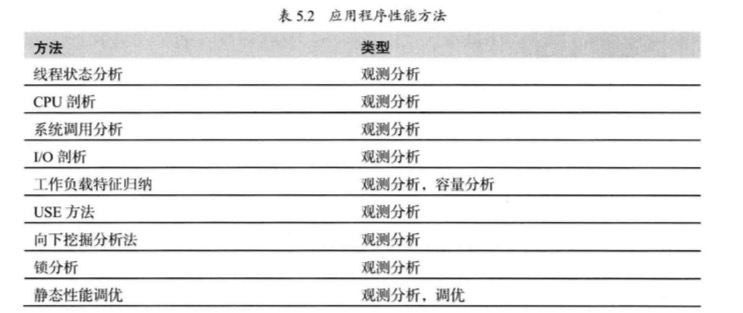 表 5.2 应用程序性能方法
方法 类型
线程状态分析 观测分析
CPU 剖析 观测分析
系统调用分析 观测分析
I/O 剖析 观测分析
工作负载特征归纳 观测分析，容量分析
USE 方法 观测分析
向下挖掘分析法 观测分析
锁分析 观测分析
静态性能调优 观测分析，调优